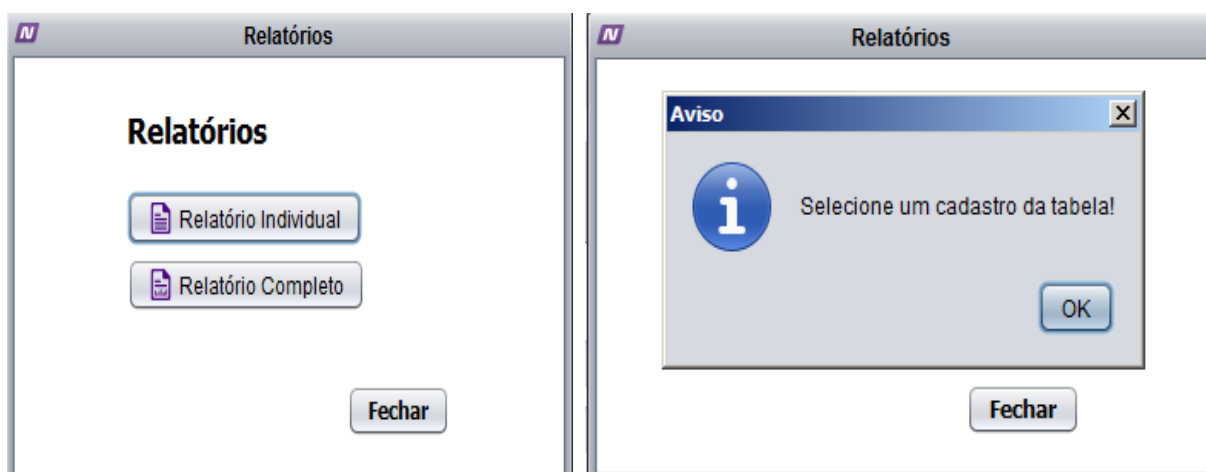 Relatórios
Relatórios
Relatório Individual
Relatório Completo
Fechar
Relatórios
Aviso
Selecione um cadastro da tabela!
OK
Fechar